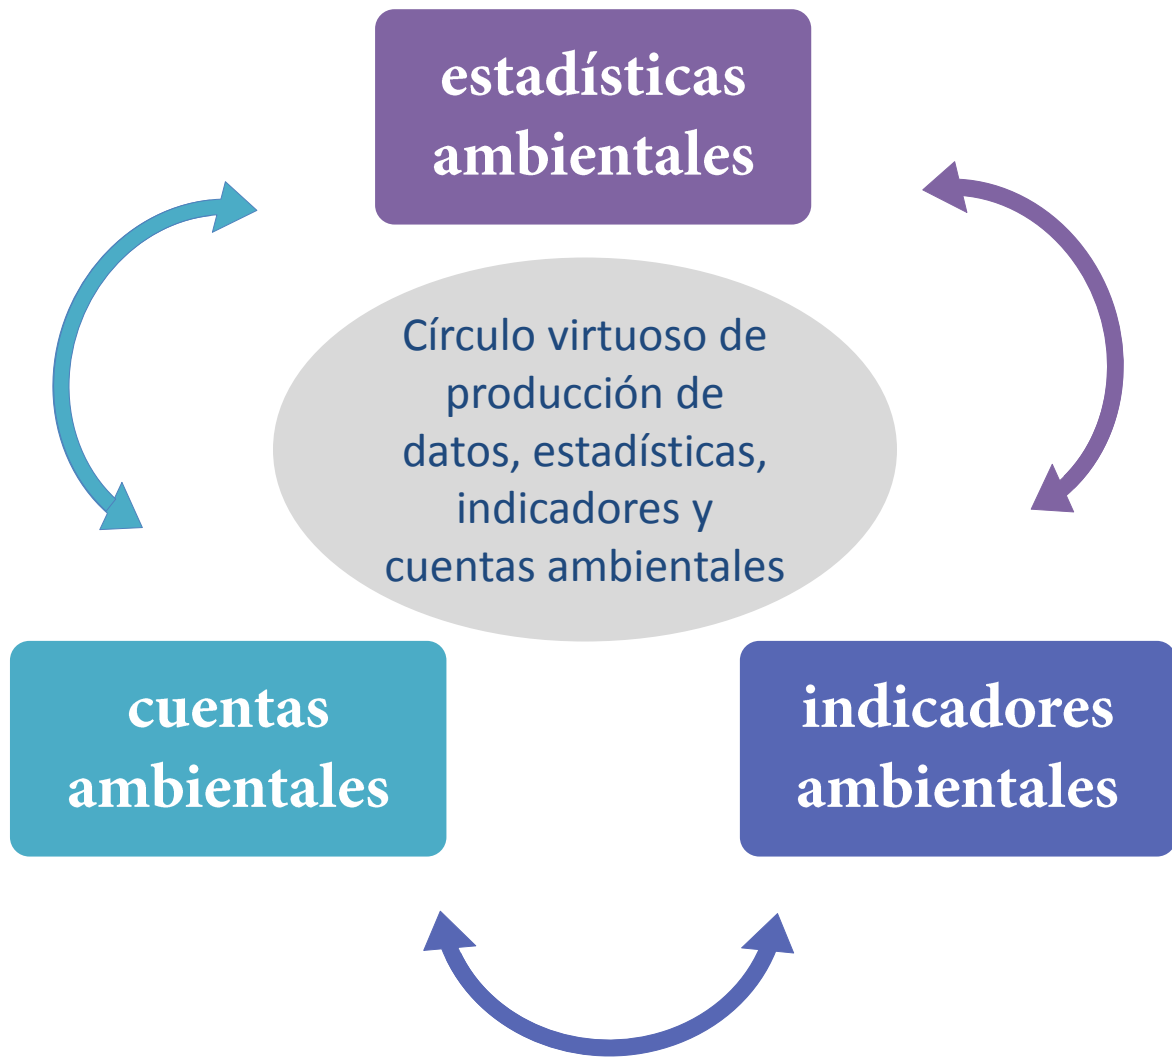 estadísticas
ambientales
Círculo virtuoso de
producción de
datos, estadísticas,
indicadores y
cuentas ambientales
cuentas
ambientales
indicadores
ambientales